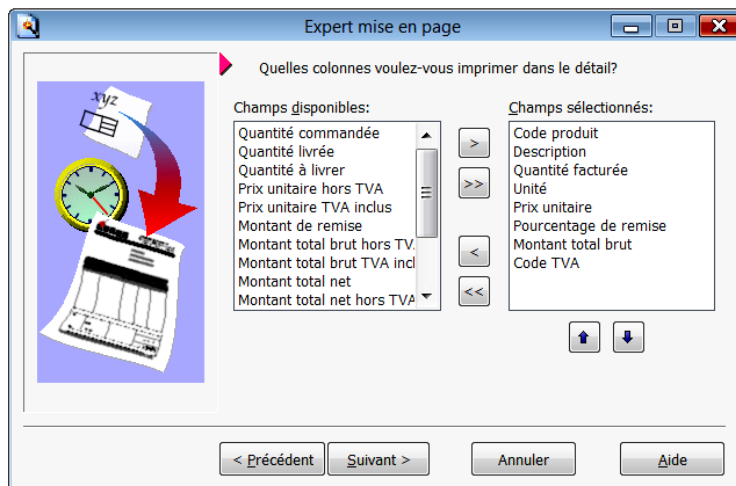 Expert mise en page
xyz
Quelles colonnes voulez-vous imprimer dans le détail?
Champs disponibles:
Quantité commandée
Quantité livrée
Quantité à livrer
Prix unitaire hors TVA
Prix unitaire TVA inclus
Montant de remise
Montant total brut hors TV
Montant total brut TVA incl
Montant total net
Montant total net hors TVA
>
>>
<
<<
Champs sélectionnés:
Code produit
Description
Quantité facturée
Unité
Prix unitaire
Pourcentage de remise
Montant total brut
Code TVA
< Précédent
Suivant >
Annuler
Aide